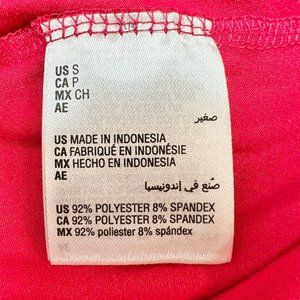 US S
CA P
MX CH
AE
صغير
US MADE IN INDONESIA
CA FABRIQUÉ EN INDONÉSIE
MX HECHO EN INDONESIA
AE
صُنع في إندونيسيا
US 92% POLYESTER 8% SPANDEX
CA 92% POLYESTER 8% SPANDEX
MX 92% poliester 8% spándex